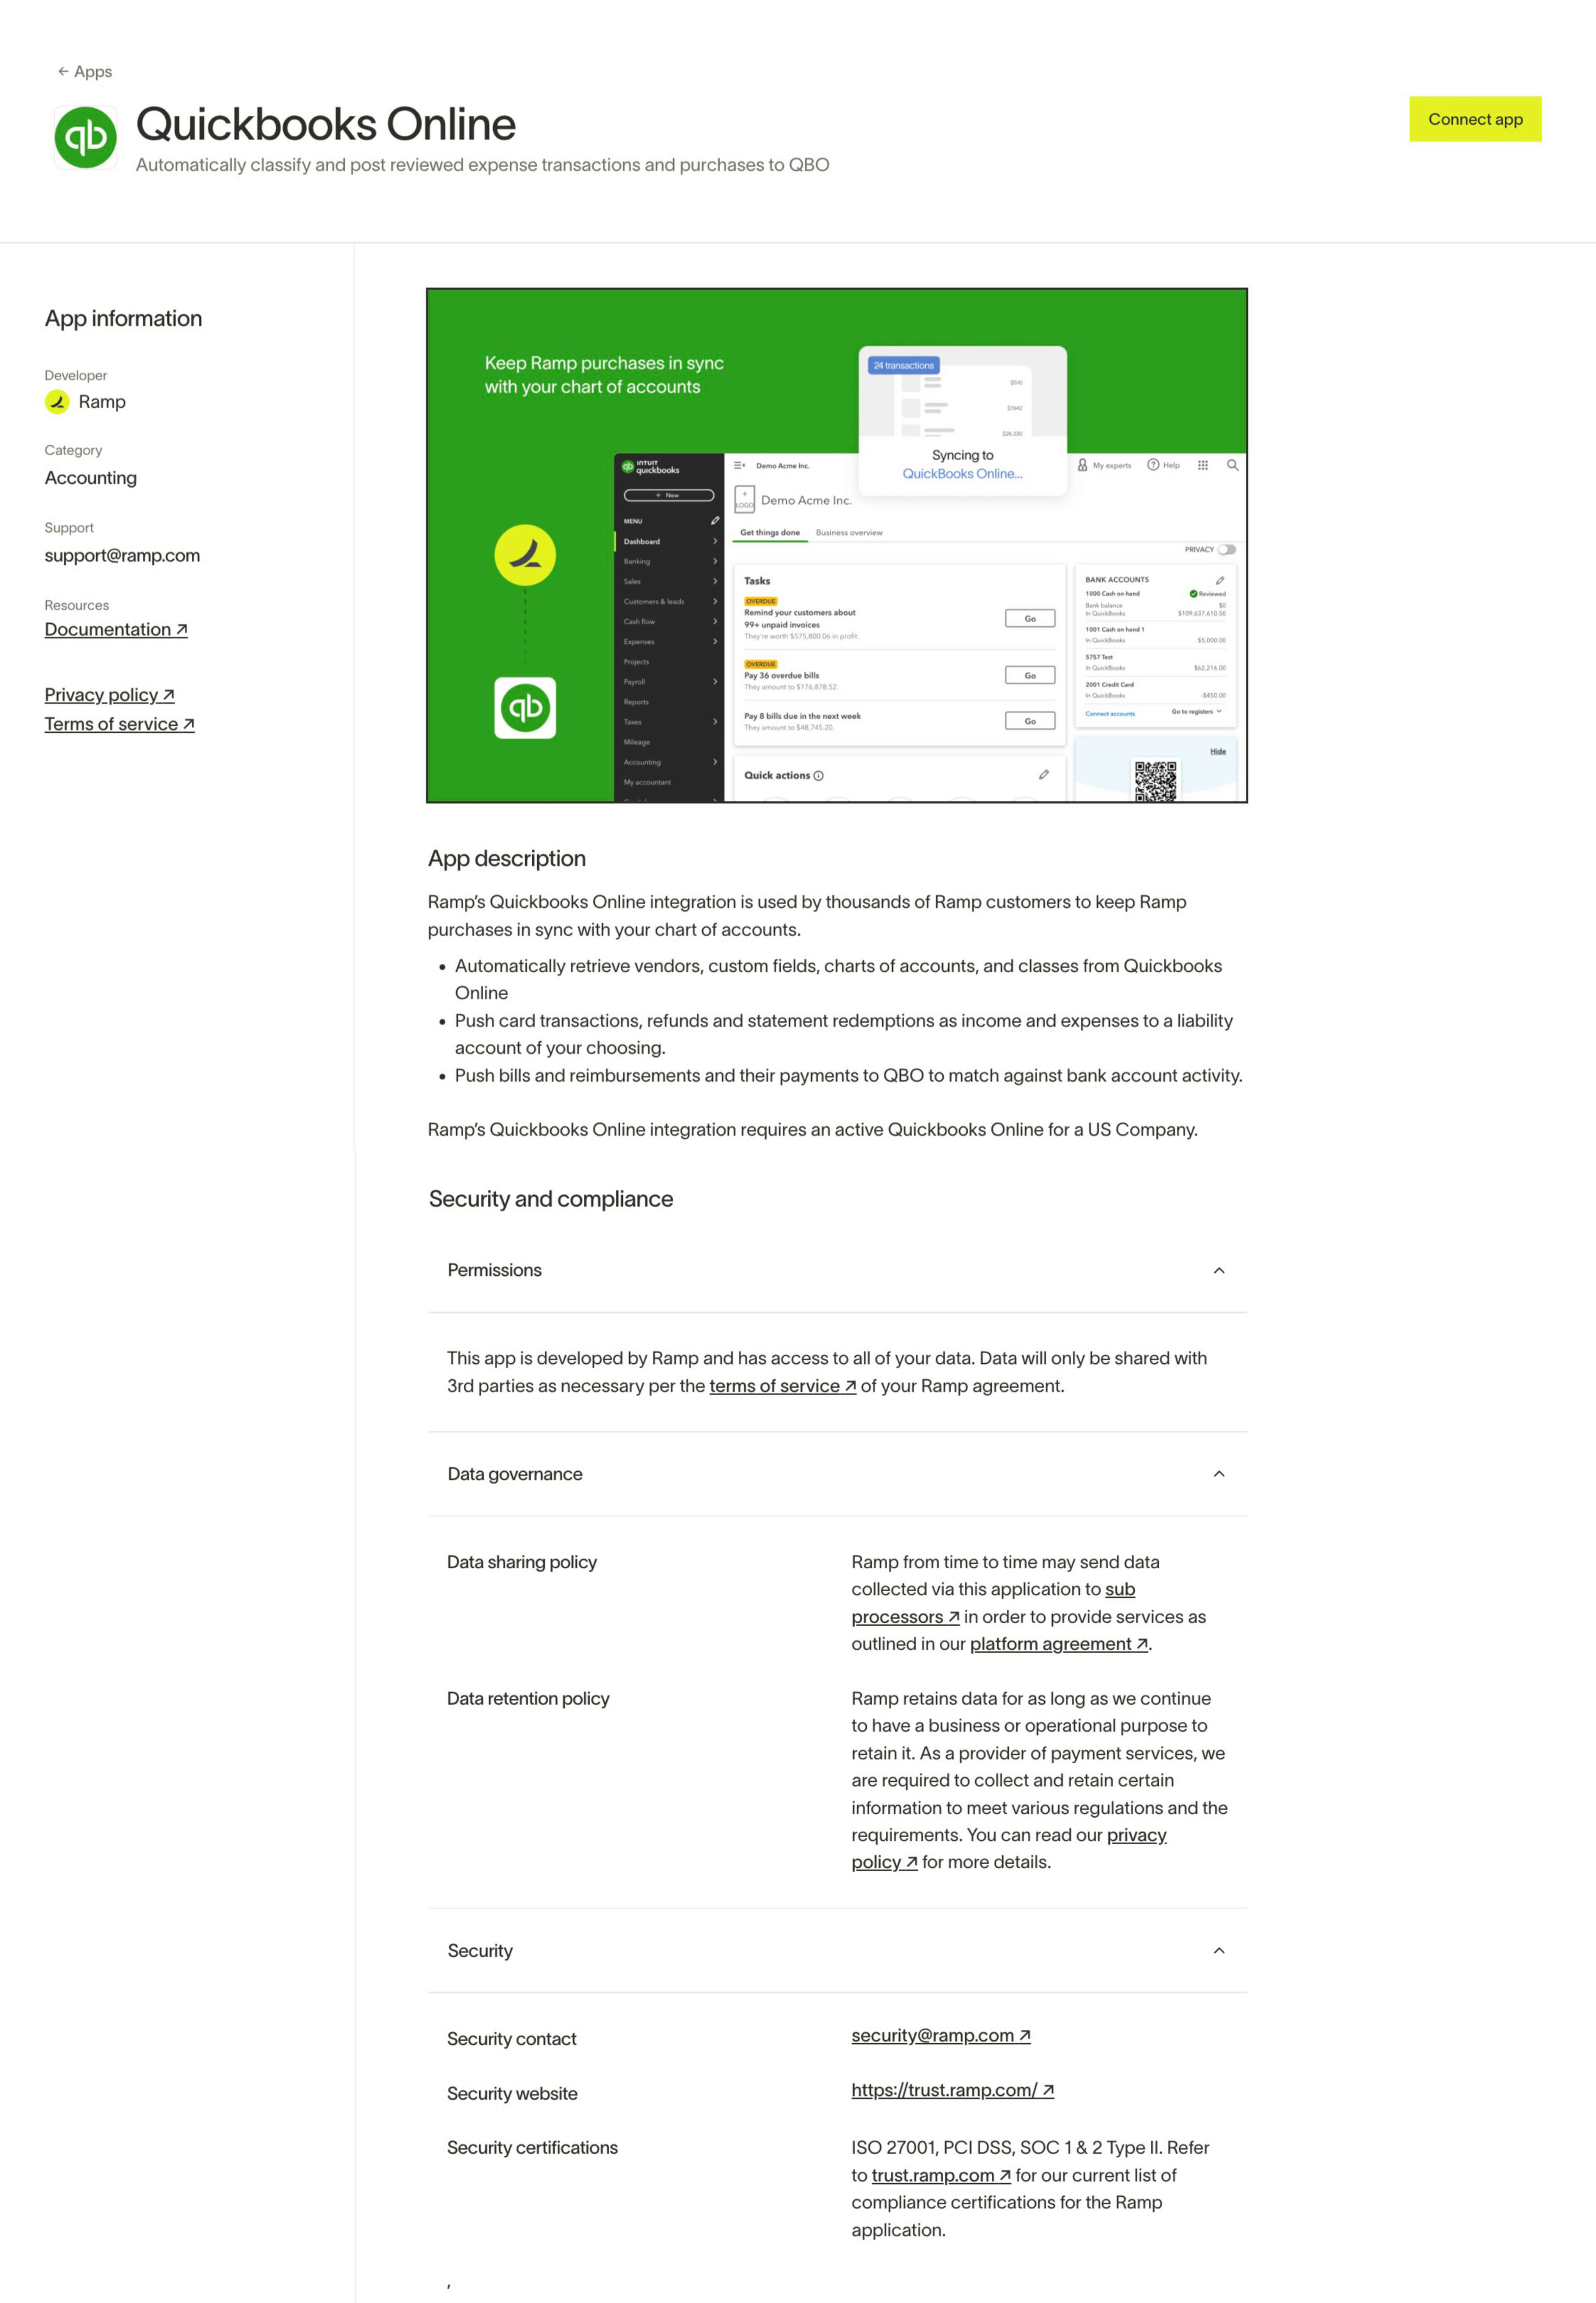 ← Apps
qb
Quickbooks Online
Connect app
Automatically classify and post reviewed expense transactions and purchases to QBO
App information
Developer
Ramp
Category
Accounting
Support
support@ramp.com
Resources
Documentation ↗
Privacy policy ↗
Terms of service ↗
Keep Ramp purchases in sync
with your chart of accounts
24 transactions
$510
$1942
$24,330
Syncing to
QuickBooks Online...
qb
qb
INTUIT
quickbooks
+ New
MENU
Dashboard
Banking
Sales
Customers & leads
Cash flow
Expenses
Projects
Payroll
Reports
Taxes
Mileage
Accounting
My accountant
Demo Acme Inc.
My experts
Help
+
LOGO
Demo Acme Inc.
Get things done
Business overview
PRIVACY
Tasks
OVERDUE
Remind your customers about
99+ unpaid invoices
They're worth $575,800.06 in profit.
Go
OVERDUE
Pay 36 overdue bills
They amount to $176,878.52.
Go
Pay 8 bills due in the next week
They amount to $48,745.20.
Go
Quick actions
BANK ACCOUNTS
1000 Cash on hand
Reviewed
Bank balance $0
In QuickBooks $109,637,610.50
1001 Cash on hand 1
In QuickBooks $5,000.00
5757 Test
In QuickBooks $62,216.00
2001 Credit Card
In QuickBooks -$450.00
Connect accounts
Go to registers
Hide
App description
Ramp’s Quickbooks Online integration is used by thousands of Ramp customers to keep Ramp
purchases in sync with your chart of accounts.
• Automatically retrieve vendors, custom fields, charts of accounts, and classes from Quickbooks
Online
• Push card transactions, refunds and statement redemptions as income and expenses to a liability
account of your choosing.
• Push bills and reimbursements and their payments to QBO to match against bank account activity.
Ramp’s Quickbooks Online integration requires an active Quickbooks Online for a US Company.
Security and compliance
Permissions
This app is developed by Ramp and has access to all of your data. Data will only be shared with
3rd parties as necessary per the terms of service ↗ of your Ramp agreement.
Data governance
Data sharing policy
Ramp from time to time may send data
collected via this application to sub
processors ↗ in order to provide services as
outlined in our platform agreement ↗.
Data retention policy
Ramp retains data for as long as we continue
to have a business or operational purpose to
retain it. As a provider of payment services, we
are required to collect and retain certain
information to meet various regulations and the
requirements. You can read our privacy
policy ↗ for more details.
Security
Security contact
security@ramp.com ↗
Security website
https://trust.ramp.com/ ↗
Security certifications
ISO 27001, PCI DSS, SOC 1 & 2 Type II. Refer
to trust.ramp.com ↗ for our current list of
compliance certifications for the Ramp
application.
,